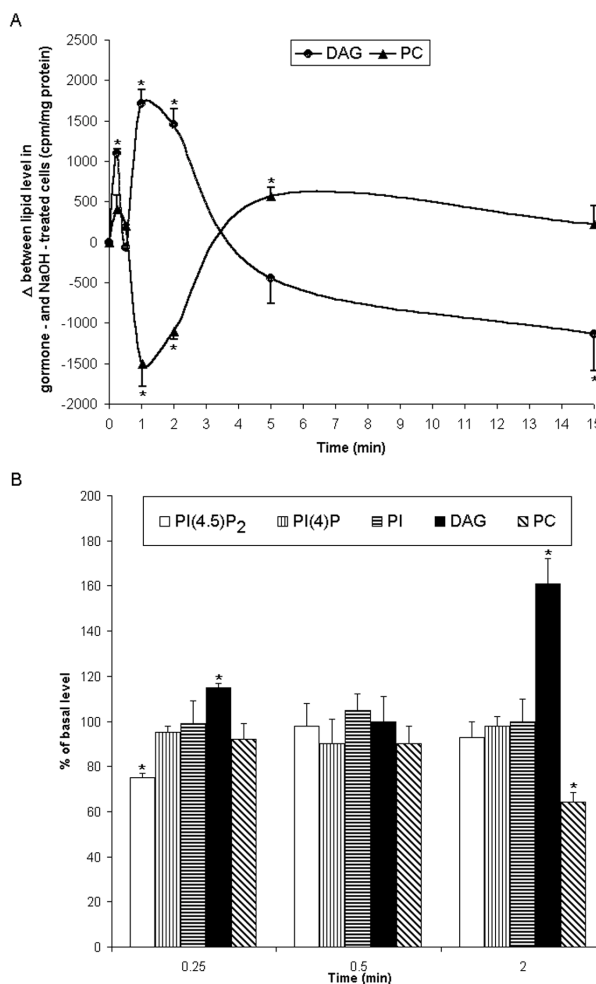 A
DAG PC
Δ between lipid level in
gormone - and NaOH - treated cells (cpm/mg protein)
2500
2000
1500
1000
500
0
-500
-1000
-1500
-2000
* * * * * * *
0 1 2 3 4 5 6 7 8 9 10 11 12 13 14 15
Time (min)
B
PI(4.5)P2 PI(4)P PI DAG PC
% of basal level
200
180
160
140
120
100
80
60
40
20
0
* * * *
0.25 0.5 2
Time (min)